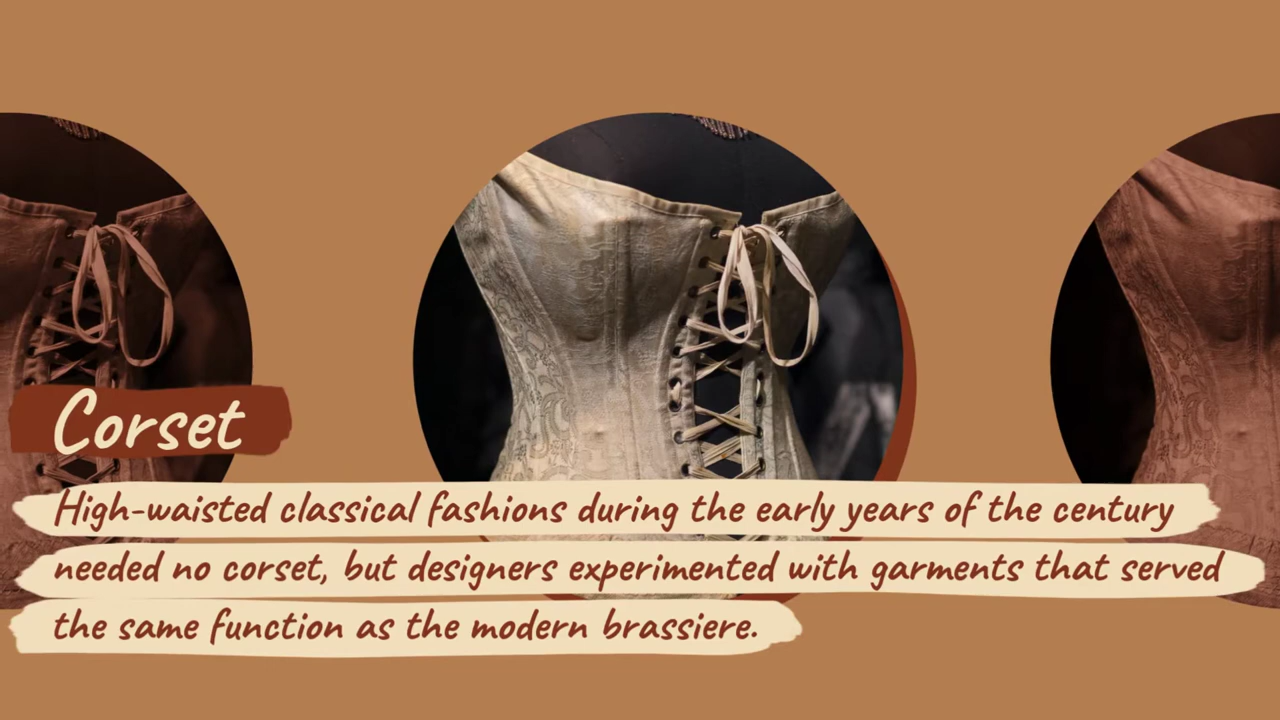 Corset
High-waisted classical fashions during the early years of the century
needed no corset, but designers experimented with garments that served
the same function as the modern brassiere.